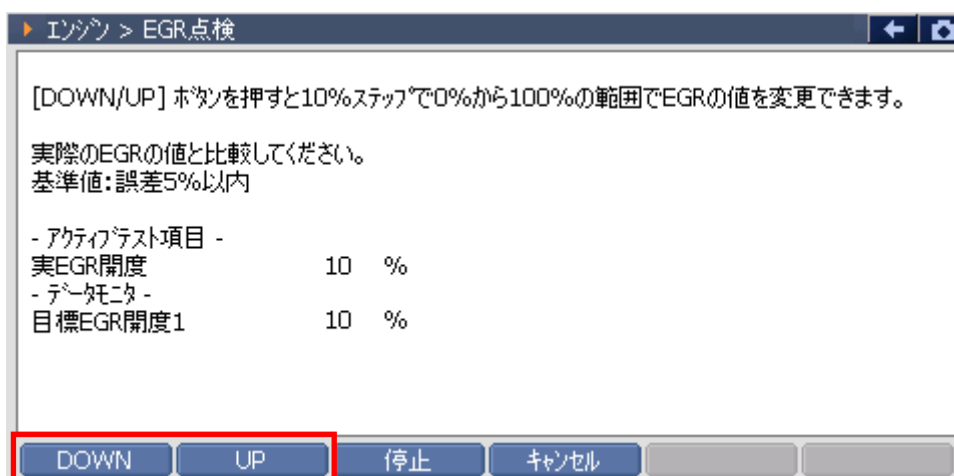 エンジン > EGR点検
[DOWN/UP] ボタンを押すと10%ステップで0%から100%の範囲でEGRの値を変更できます。
実際のEGRの値と比較してください。
基準値:誤差5%以内
- アクティブテスト項目 -
実EGR開度 10 %
- データモニタ -
目標EGR開度1 10 %
DOWN UP 停止 キャンセル